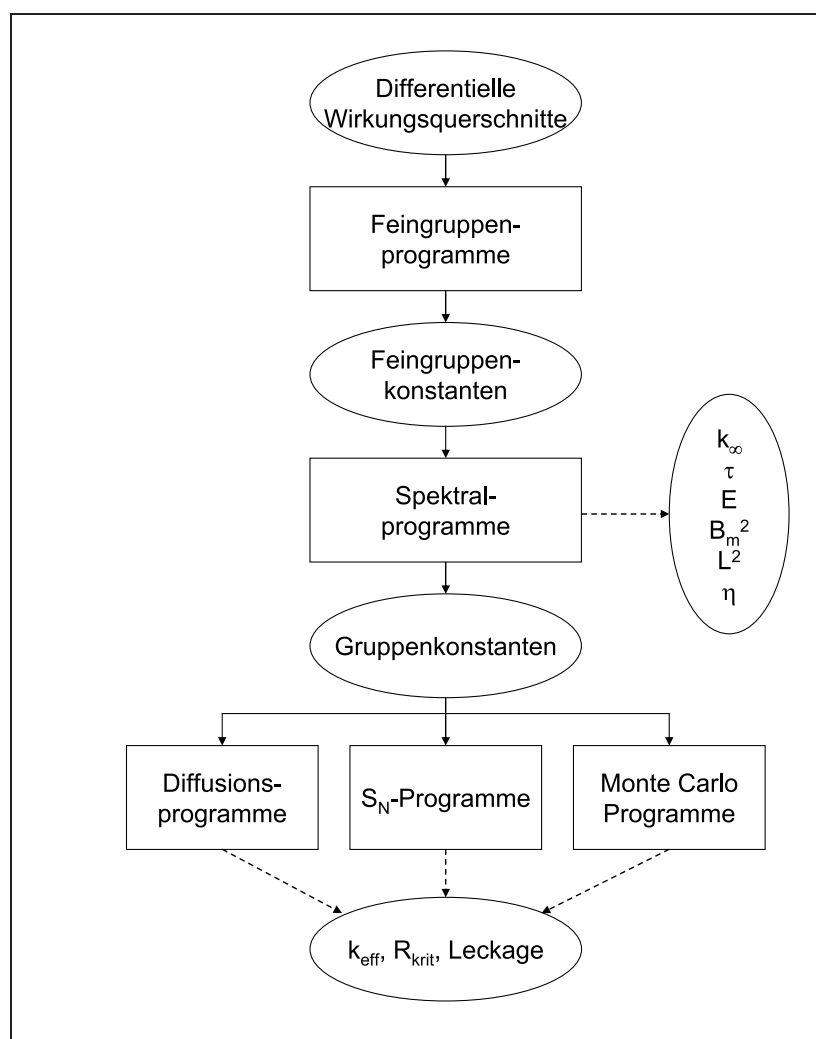 Differentielle
Wirkungsquerschnitte
Feingruppen-
programme
Feingruppen-
konstanten
Spektral-
programme
k∞
τ
E
Bm²
L²
η
Gruppenkonstanten
Diffusions-
programme
SN-Programme
Monte Carlo
Programme
keff, Rkrit, Leckage